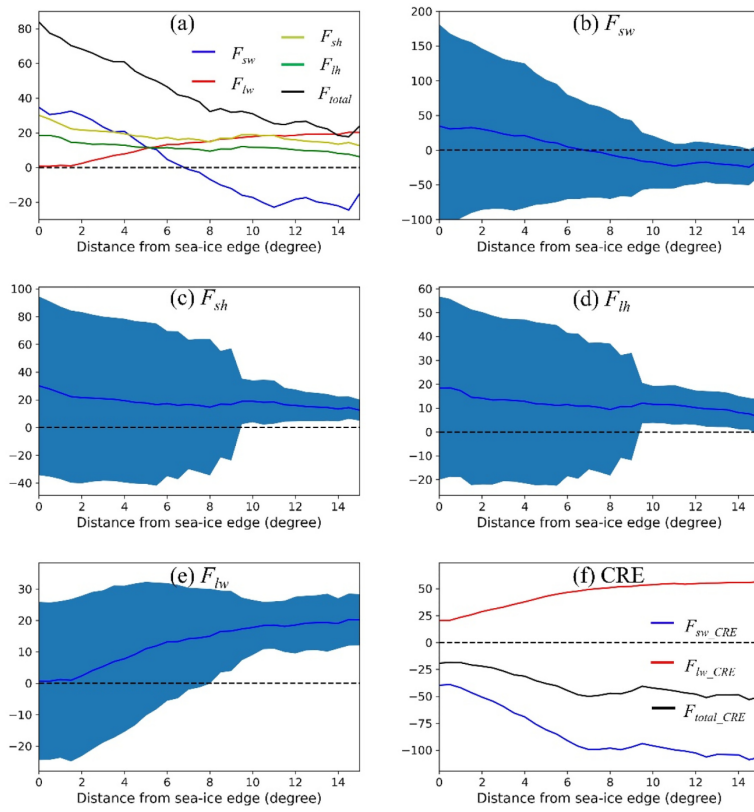 (a)
F_sw
F_lw
F_sh
F_lh
F_total
80
60
40
20
0
−20
0 2 4 6 8 10 12 14
Distance from sea-ice edge (degree)
(b) F_sw
200
150
100
50
0
−50
−100
0 2 4 6 8 10 12 14
Distance from sea-ice edge (degree)
(c) F_sh
100
80
60
40
20
0
−20
−40
0 2 4 6 8 10 12 14
Distance from sea-ice edge (degree)
(d) F_lh
60
50
40
30
20
10
0
−10
−20
0 2 4 6 8 10 12 14
Distance from sea-ice edge (degree)
(e) F_lw
30
20
10
0
−10
−20
0 2 4 6 8 10 12 14
Distance from sea-ice edge (degree)
(f) CRE
50
25
0
−25
−50
−75
−100
F_sw_CRE
F_lw_CRE
F_total_CRE
0 2 4 6 8 10 12 14
Distance from sea-ice edge (degree)